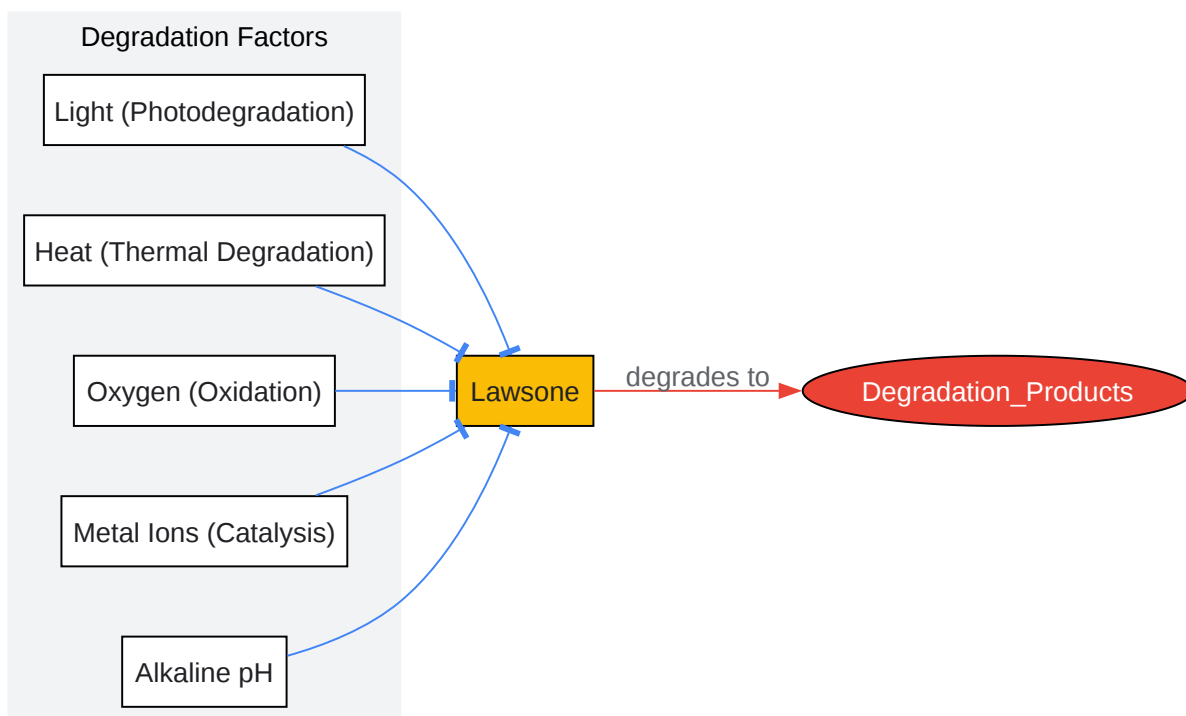 Degradation Factors
Light (Photodegradation)
Heat (Thermal Degradation)
Oxygen (Oxidation)
Metal Ions (Catalysis)
Alkaline pH
Lawsone
degrades to
Degradation_Products